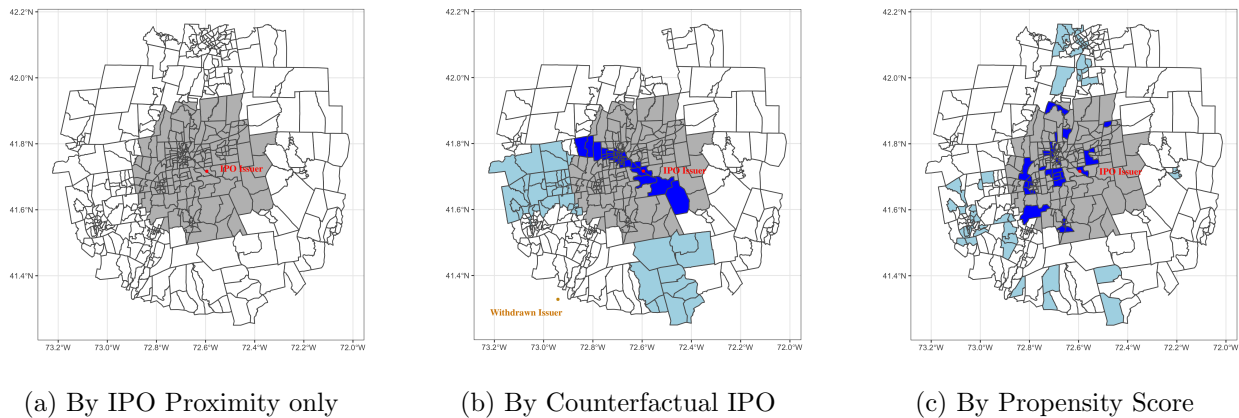 42.2°N
42.0°N
41.8°N
41.6°N
41.4°N
IPO Issuer
73.2°W 73.0°W 72.8°W 72.6°W 72.4°W 72.2°W 72.0°W
(a) By IPO Proximity only
42.2°N
42.0°N
41.8°N
41.6°N
41.4°N
IPO Issuer
Withdrawn Issuer
73.2°W 73.0°W 72.8°W 72.6°W 72.4°W 72.2°W 72.0°W
(b) By Counterfactual IPO
42.2°N
42.0°N
41.8°N
41.6°N
41.4°N
IPO Issuer
73.2°W 73.0°W 72.8°W 72.6°W 72.4°W 72.2°W 72.0°W
(c) By Propensity Score